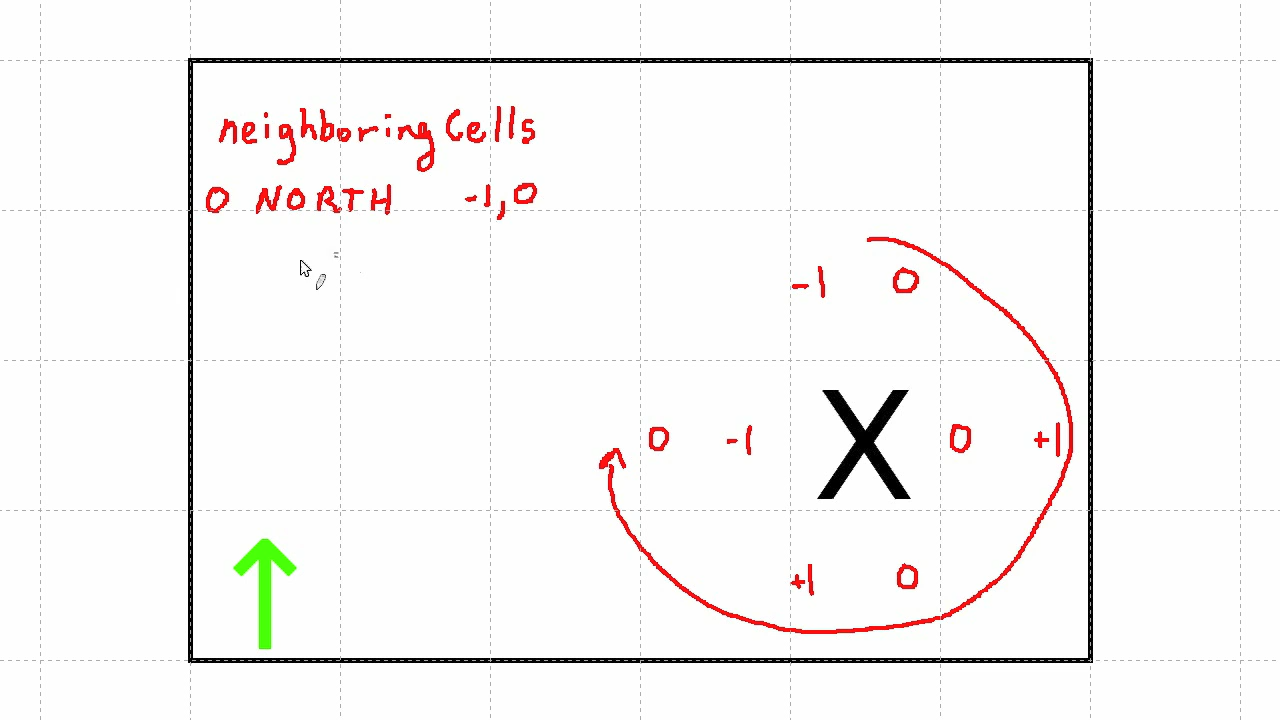 neighboring Cells
0 NORTH -1,0
-1 0
0 -1 X 0 +1
+1 0